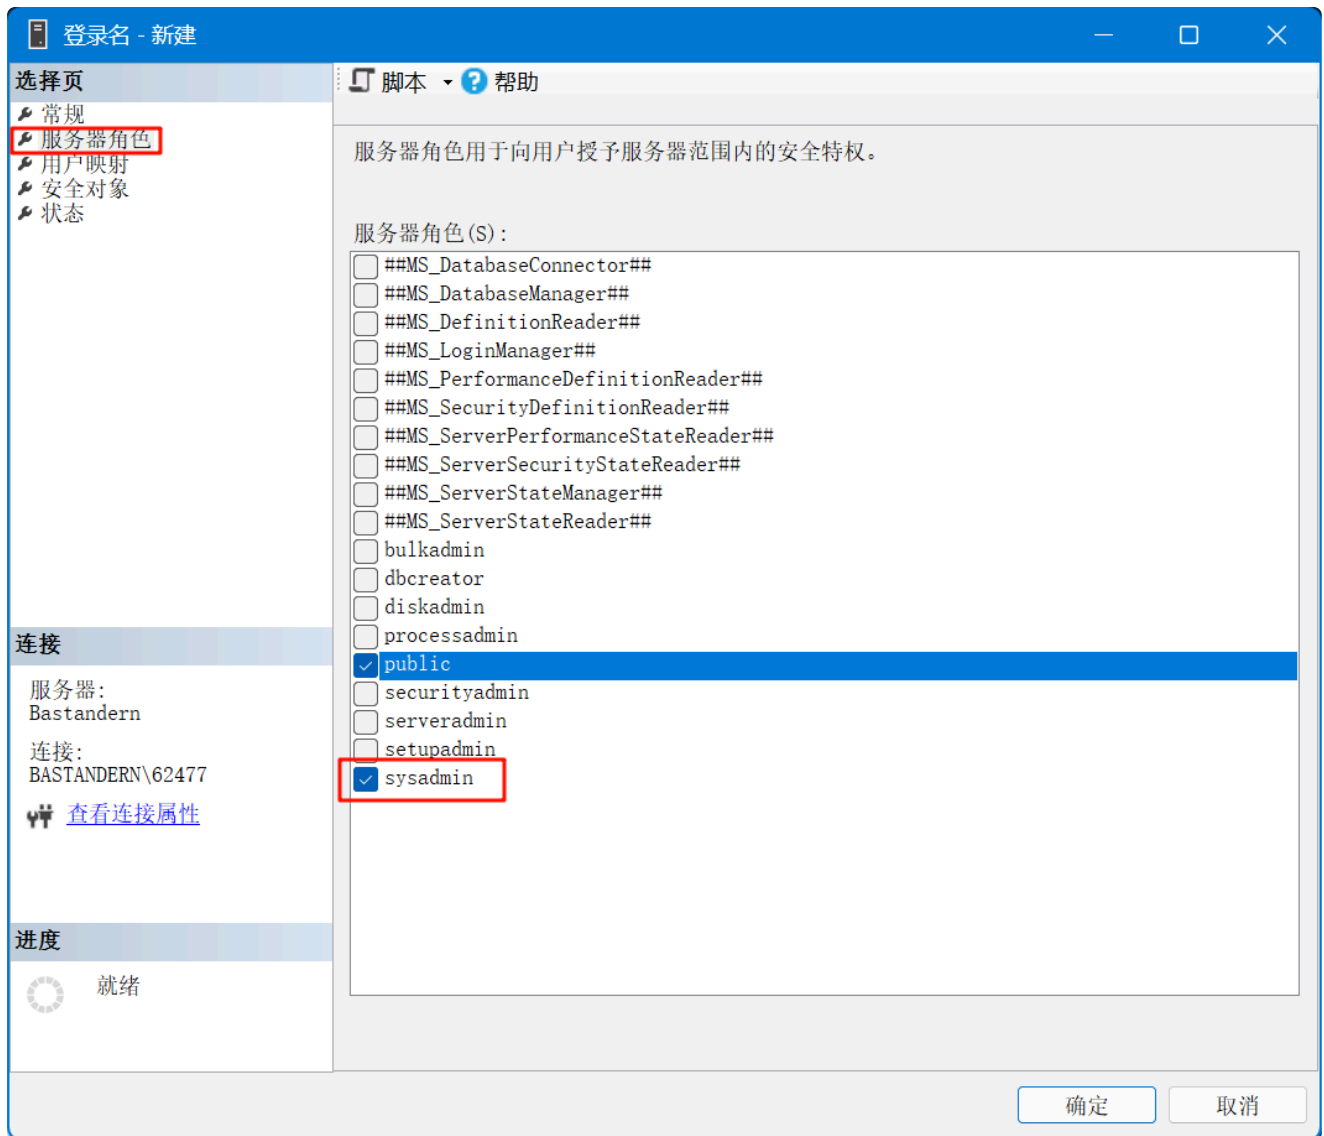 登录名 - 新建
选择页
常规
服务器角色
用户映射
安全对象
状态
脚本
帮助
服务器角色用于向用户授予服务器范围内的安全特权。
服务器角色(S):
##MS_DatabaseConnector##
##MS_DatabaseManager##
##MS_DefinitionReader##
##MS_LoginManager##
##MS_PerformanceDefinitionReader##
##MS_SecurityDefinitionReader##
##MS_ServerPerformanceStateReader##
##MS_ServerSecurityStateReader##
##MS_ServerStateManager##
##MS_ServerStateReader##
bulkadmin
dbcreator
diskadmin
processadmin
public
securityadmin
serveradmin
setupadmin
sysadmin
连接
服务器:
Bastandern
连接:
BASTANDERN\62477
查看连接属性
进度
就绪
确定
取消